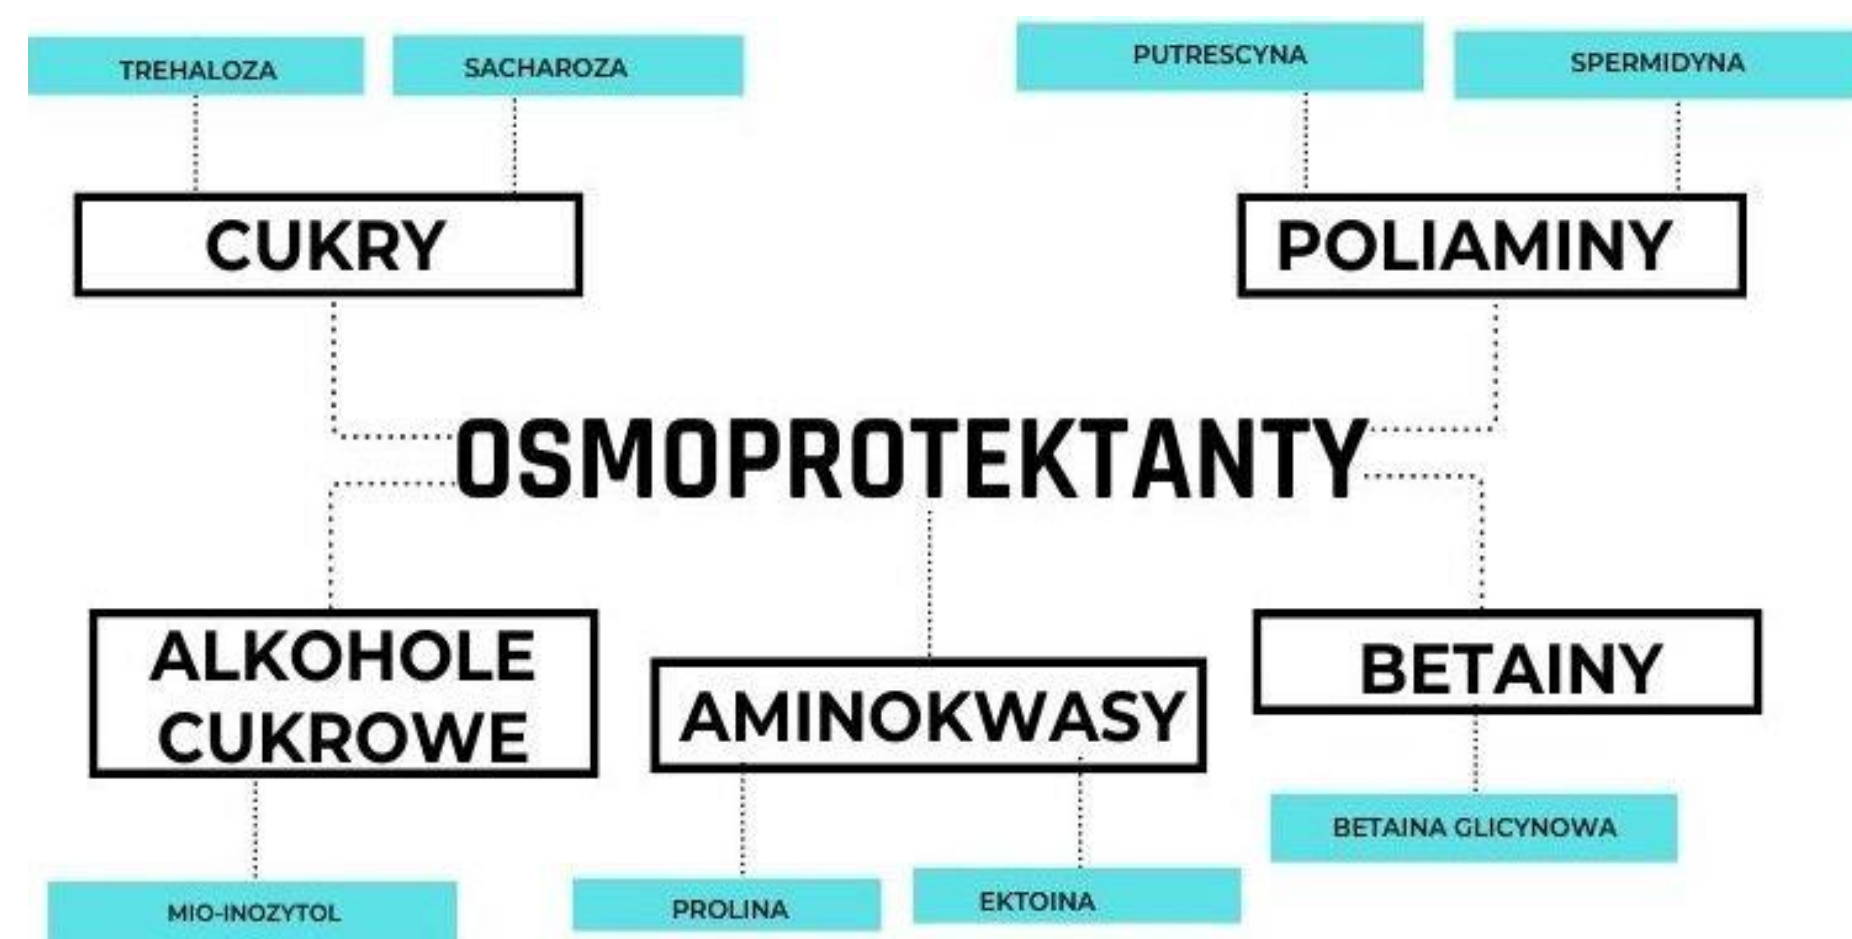 TREHALOZA
SACHAROZA
PUTRESCYNA
SPERMIDYNA
CUKRY
POLIAMINY
OSMOPROTEKTANTY
ALKOHOLE
CUKROWE
AMINOKWASY
BETAINY
BETAINA GLICYNOWA
MIO-INOZYTOL
PROLINA
EKTOINA